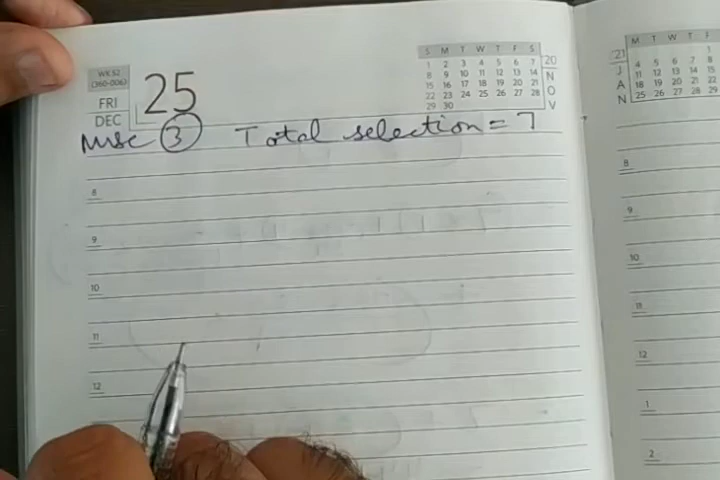 WK 52
(360-006)
FRI
DEC
25
S M T W T F S
1 2 3 4 5 6 7
8 9 10 11 12 13 14
15 16 17 18 19 20 21
22 23 24 25 26 27 28
29 30
20
N
O
V
Misc 3 Total selection = 7
8
9
10
11
12
21
J
A
N
M T W T F
1
4 5 6 7 8
11 12 13 14 15
18 19 20 21 22
25 26 27 28 29
8
9
10
11
12
1
2